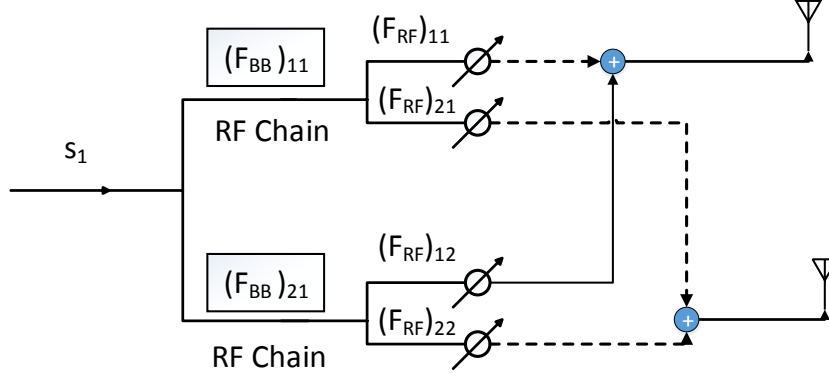 (F_RF)_11
(F_BB)_11
(F_RF)_21
+
RF Chain
s_1
(F_RF)_12
(F_BB)_21
(F_RF)_22
+
RF Chain